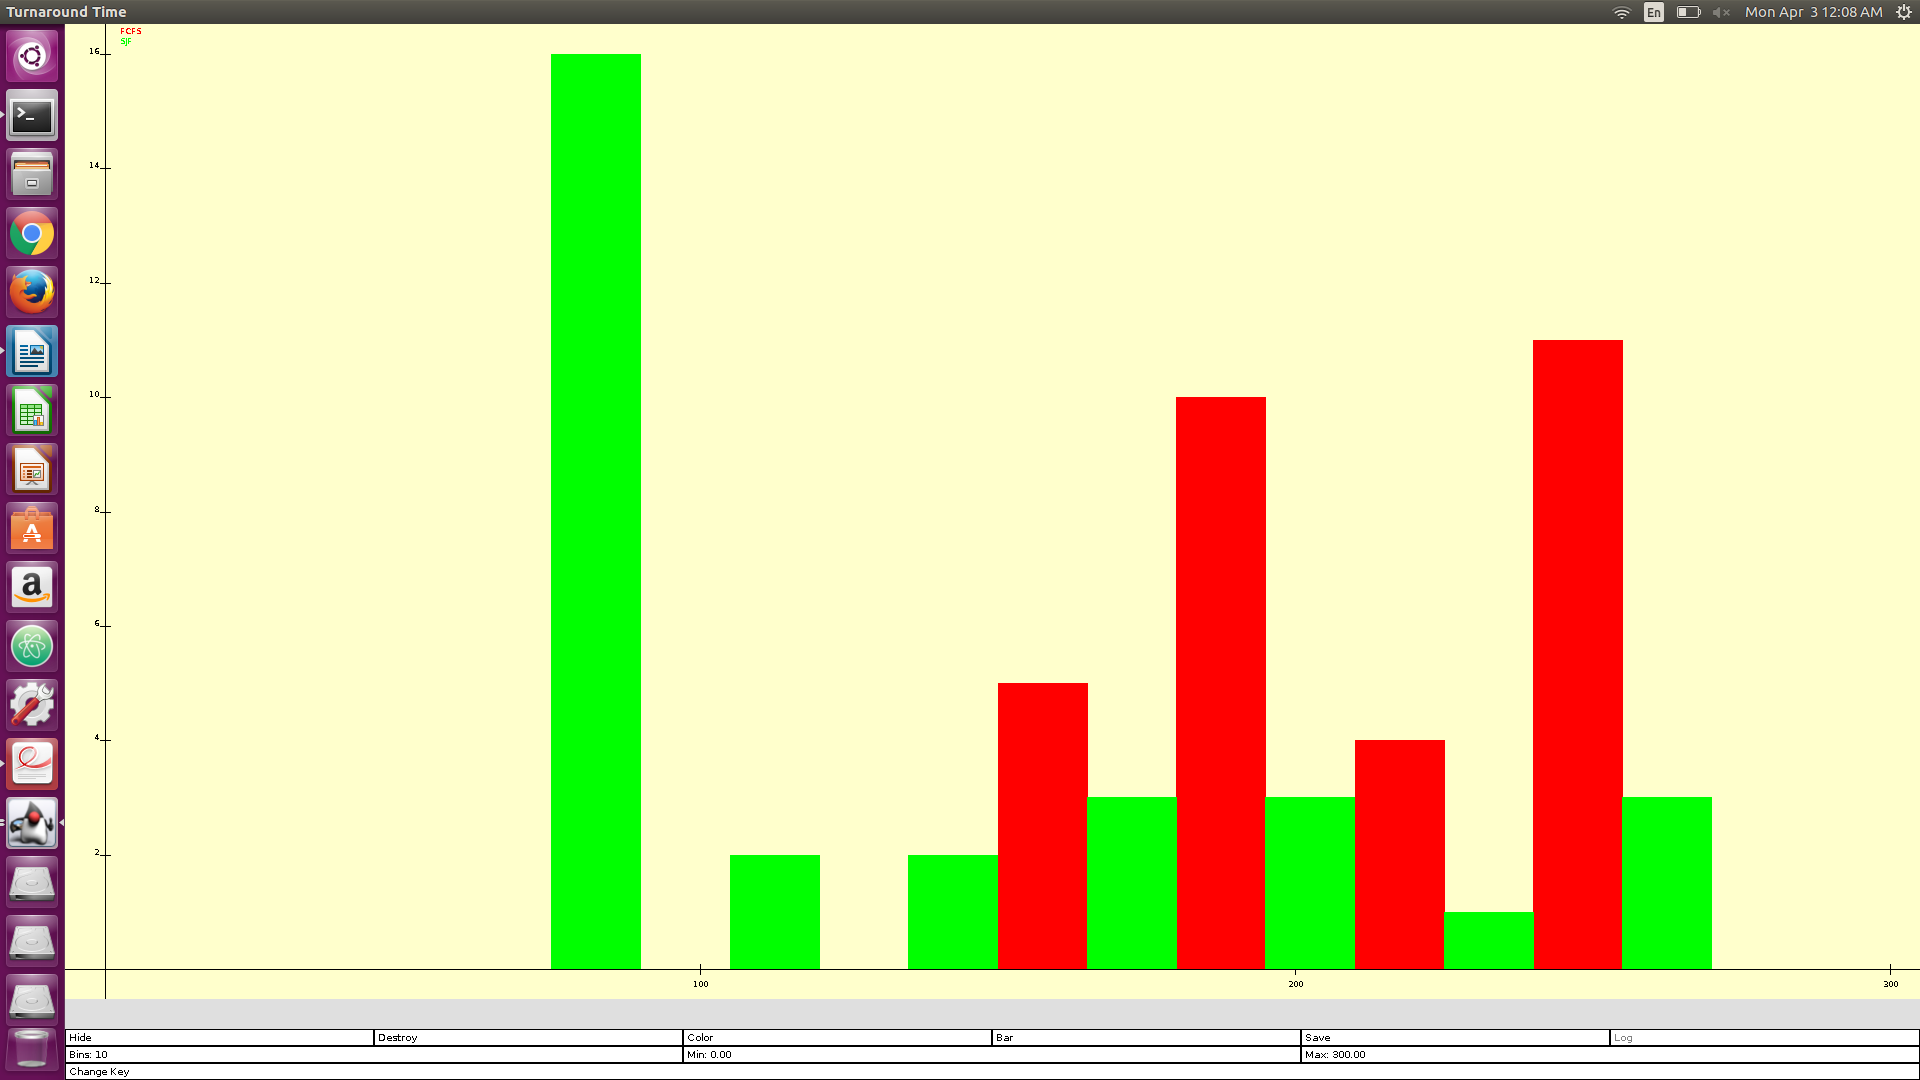 Turnaround Time
En
Mon Apr 3 12:08 AM
FCFS
SJF
16
14
12
10
8
6
4
2
100 200 300
Hide Destroy Color Bar Save Log
Bins: 10 Min: 0.00 Max: 300.00
Change Key